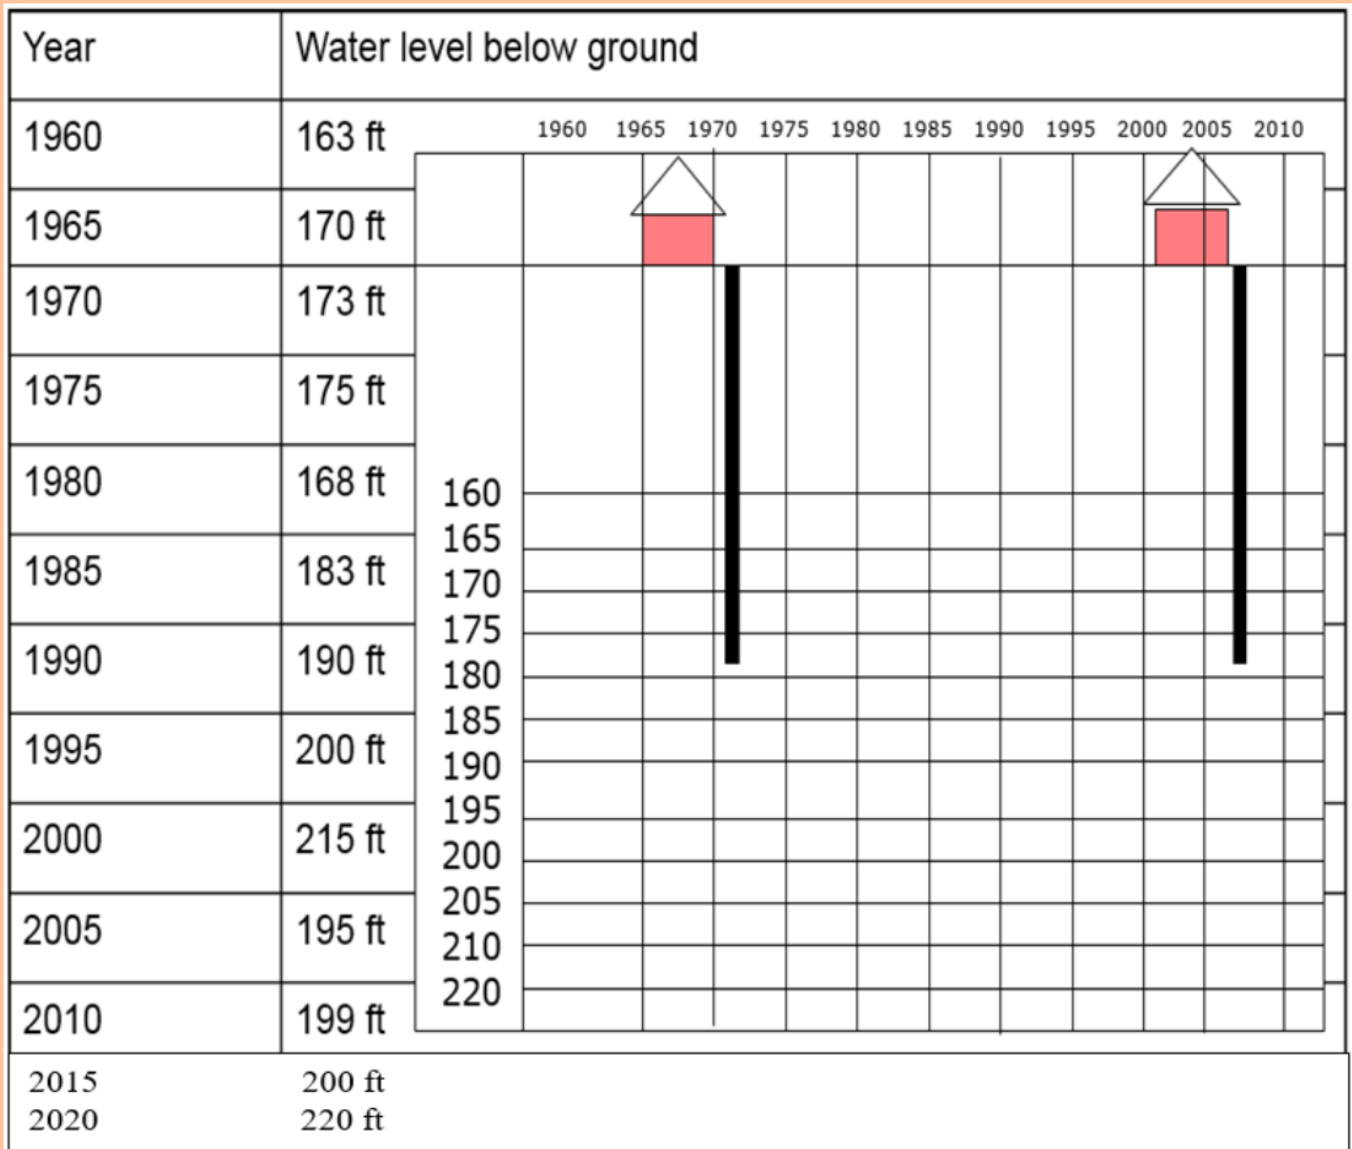 Year Water level below ground
1960 163 ft
1960 1965 1970 1975 1980 1985 1990 1995 2000 2005 2010
1965 170 ft
1970 173 ft
1975 175 ft
1980 168 ft
1985 183 ft
1990 190 ft
1995 200 ft
2000 215 ft
2005 195 ft
2010 199 ft
160
165
170
175
180
185
190
195
200
205
210
220
2015 200 ft
2020 220 ft